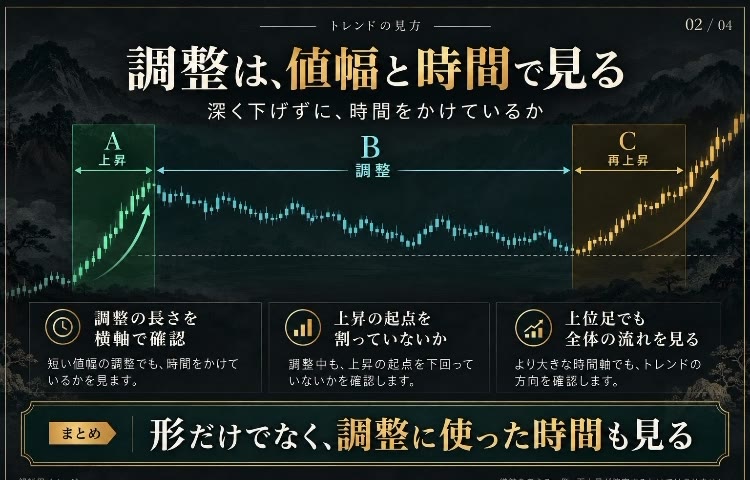 トレンドの見方
02 / 04
調整は、値幅と時間で見る
深く下げずに、時間をかけているか
A
上昇
B
調整
C
再上昇
調整の長さを
横軸で確認
短い値幅の調整でも、時間をかけて
いるかを見ます。
上昇の起点を
割っていないか
調整中も、上昇の起点を下回って
いないかを確認します。
上位足でも
全体の流れを見る
より大きな時間軸でも、トレンドの
方向を確認します。
まとめ
形だけでなく、調整に使った時間も見る